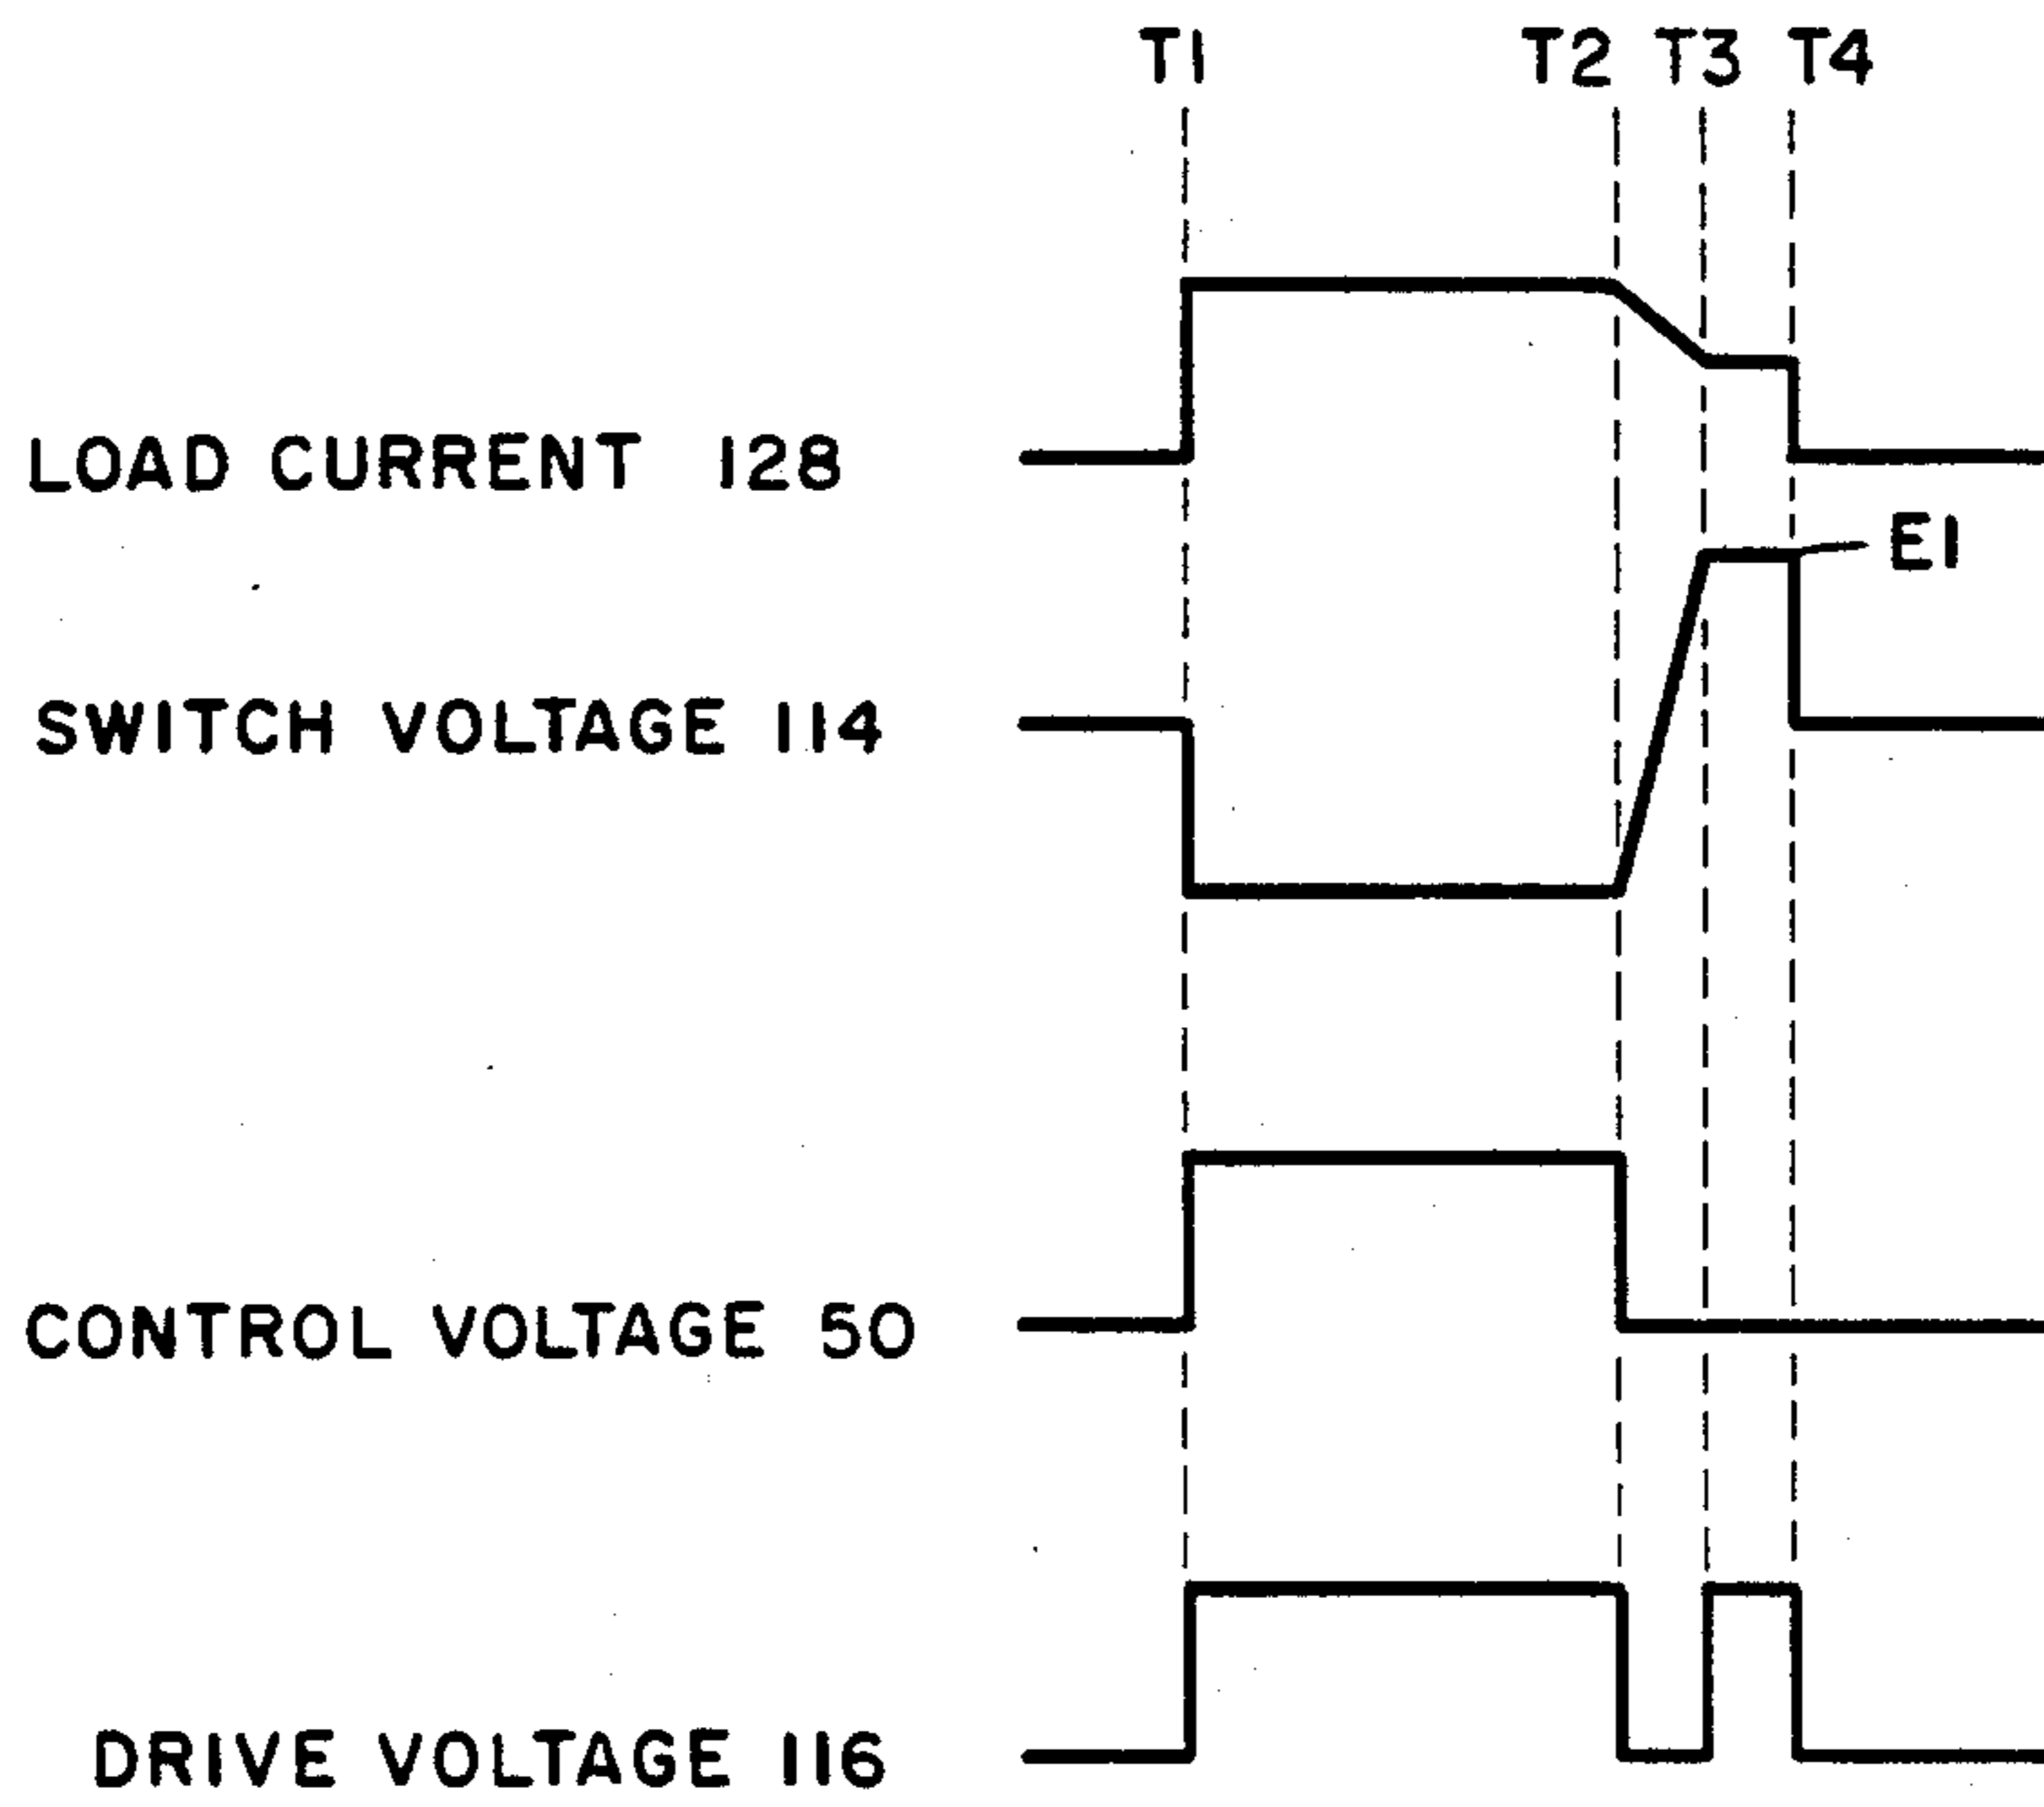 T1 T2 T3 T4
LOAD CURRENT 128
E1
SWITCH VOLTAGE 114
CONTROL VOLTAGE 50
DRIVE VOLTAGE 116